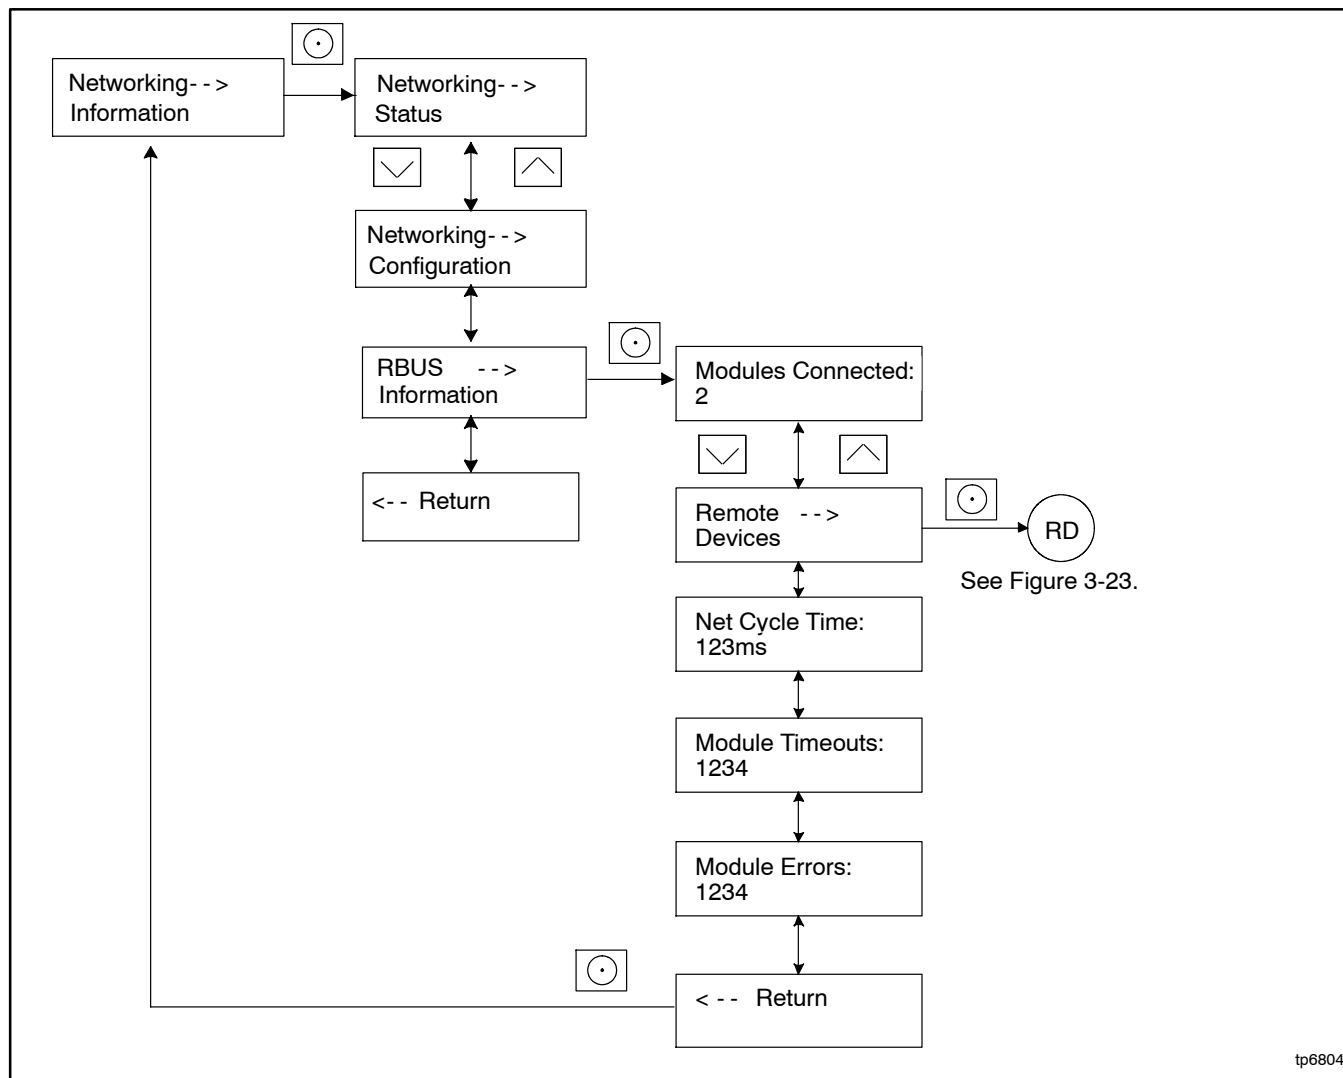 Networking- - >
Information
Networking- - >
Status
Networking- - >
Configuration
RBUS - - >
Information
<- - Return
Modules Connected:
2
Remote - - >
Devices
RD
See Figure 3-23.
Net Cycle Time:
123ms
Module Timeouts:
1234
Module Errors:
1234
< - - Return
tp6804